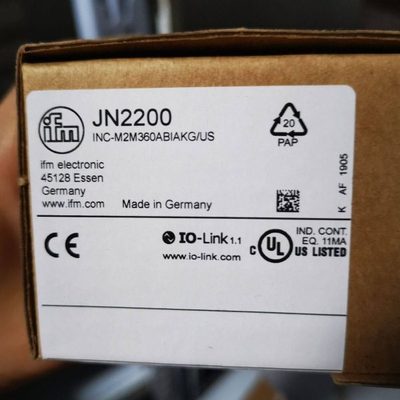 ifm
JN2200
INC-M2M360ABIAKG/US
ifm electronic
45128 Essen
Germany
www.ifm.com
Made in Germany
20
PAP
K AF 1905
CE
IO-Link 1.1
www.io-link.com
C UL US LISTED
IND. CONT.
EQ. 11MA